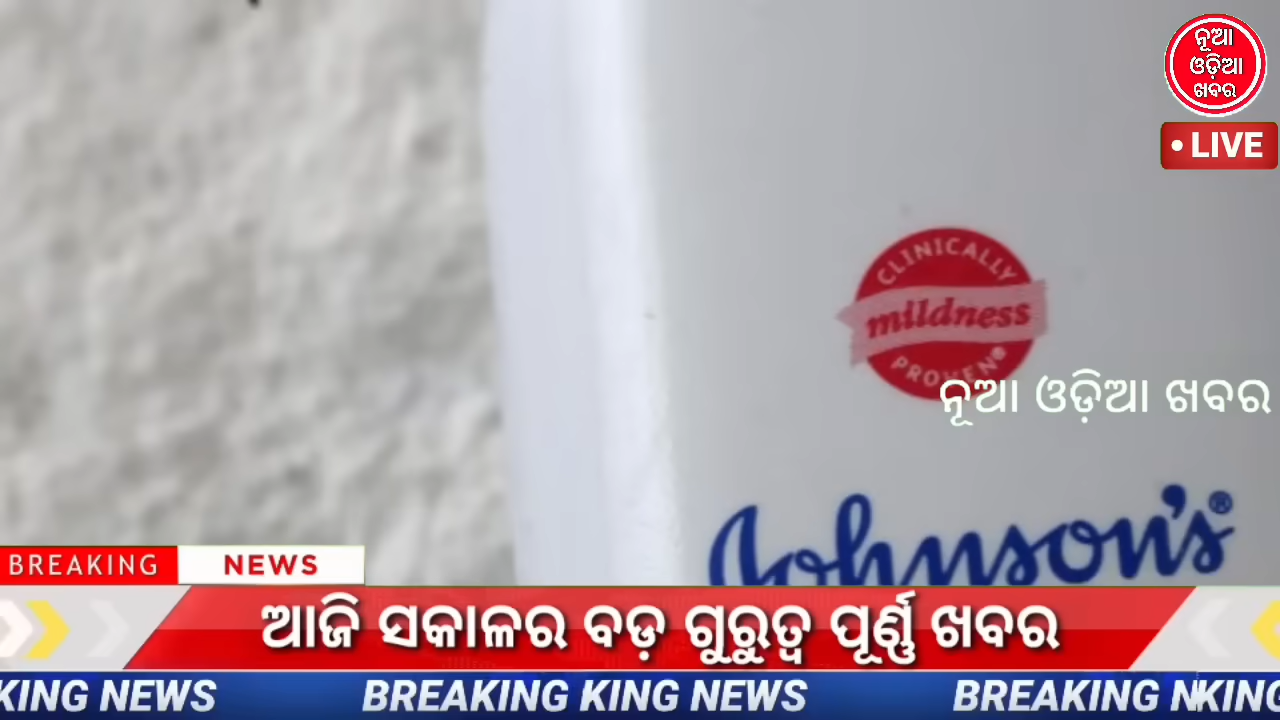 ନୂଆ
ଓଡ଼ିଆ
ଖବର
• LIVE
CLINICALLY
mildness
PROVEN®
ନୂଆ ଓଡ଼ିଆ ଖବର
Johnson's®
BREAKING NEWS
ଆଜି ସକାଳର ବଡ଼ ଗୁରୁତ୍ୱ ପୂର୍ଣ୍ଣ ଖବର
KING NEWS BREAKING KING NEWS BREAKING NKING